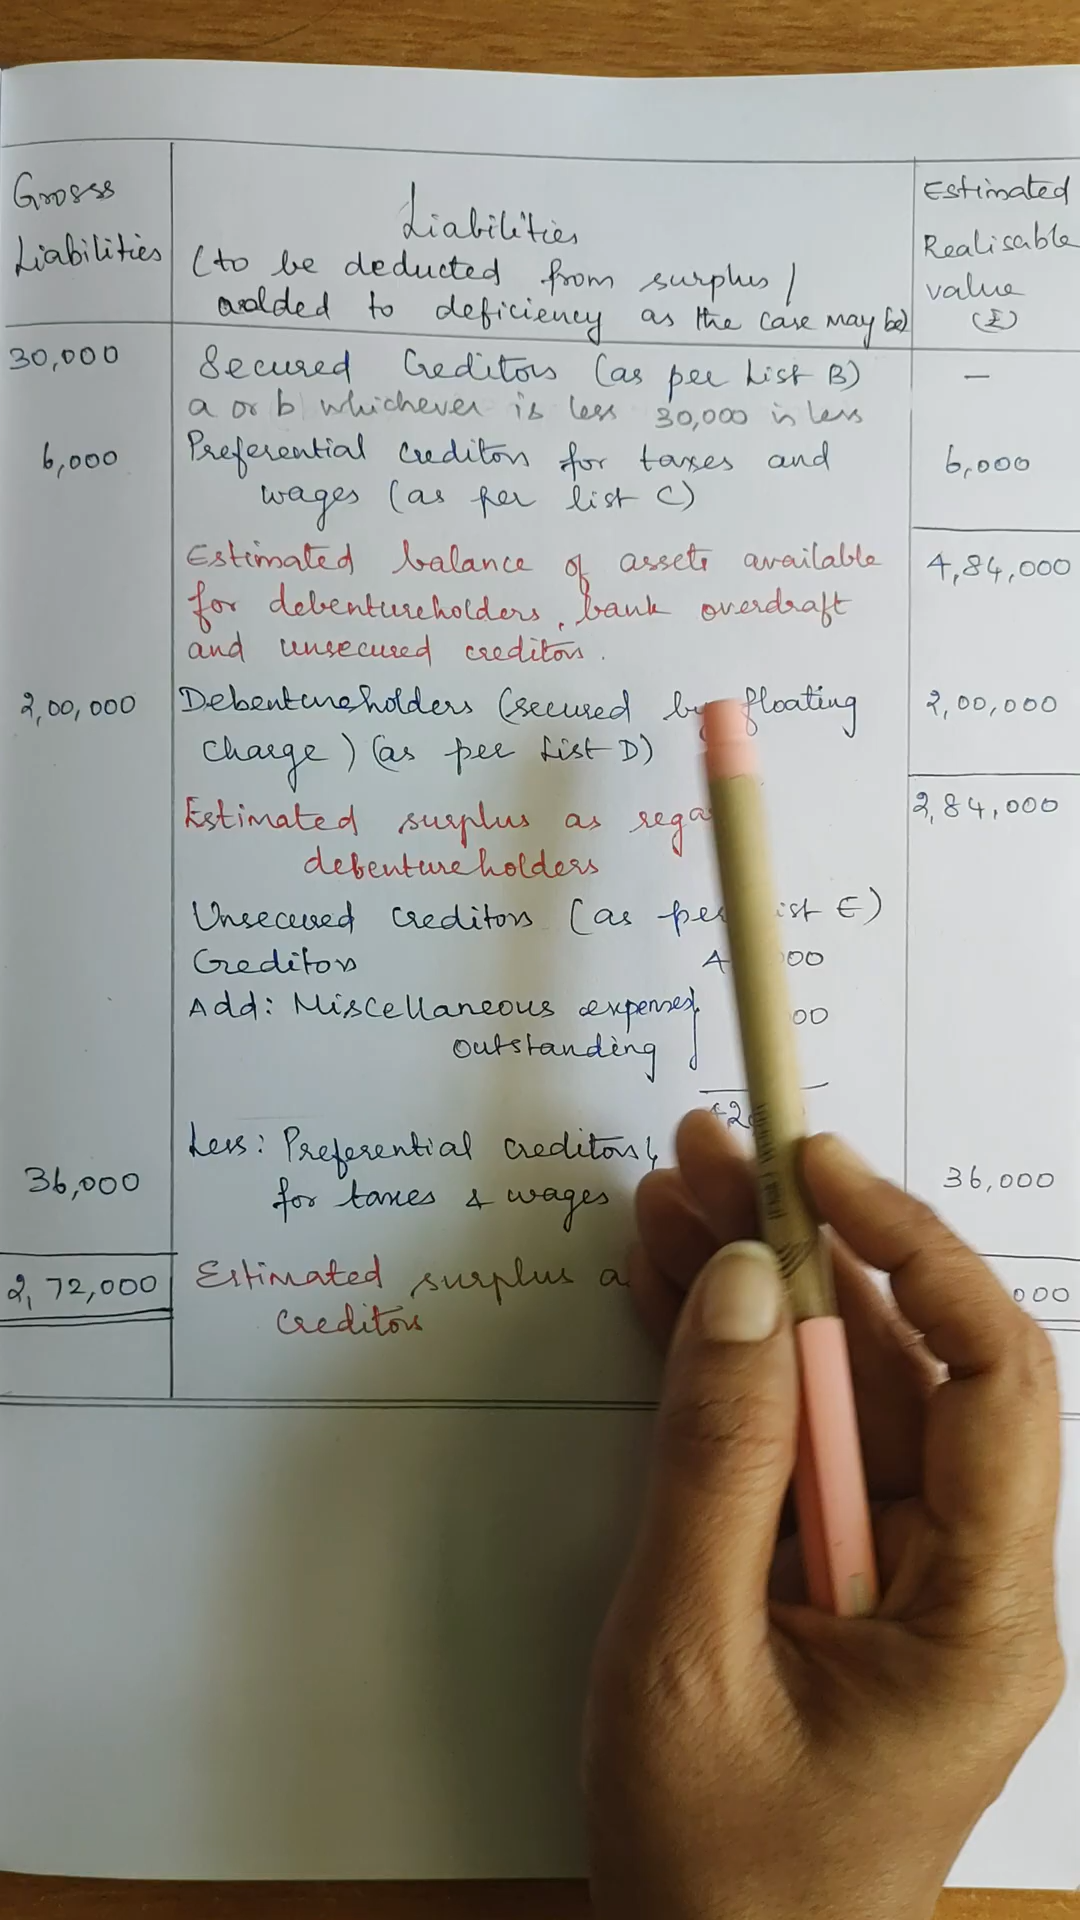 Grosss
Liabilities
Liabilities
(to be deducted from surplus /
added to deficiency as the case may be)
Estimated
Realisable
value
(₹)
30,000 Secured Creditors (as per List B) —
a or b whichever is less 30,000 is less
6,000 Preferential creditors for taxes and 6,000
wages (as per list C)
Estimated balance of assets available 4,84,000
for debentureholders, bank overdraft
and unsecured creditors.
2,00,000 Debentureholders (secured by floating 2,00,000
charge) (as per List D)
Estimated surplus as 2,84,000
debentureholders
Unsecured creditors (as per E)
Creditors
Add: Miscellaneous expenses
outstanding
Less: Preferential creditors
36,000 for taxes & wages 36,000
2,72,000 Estimated surplus
creditors